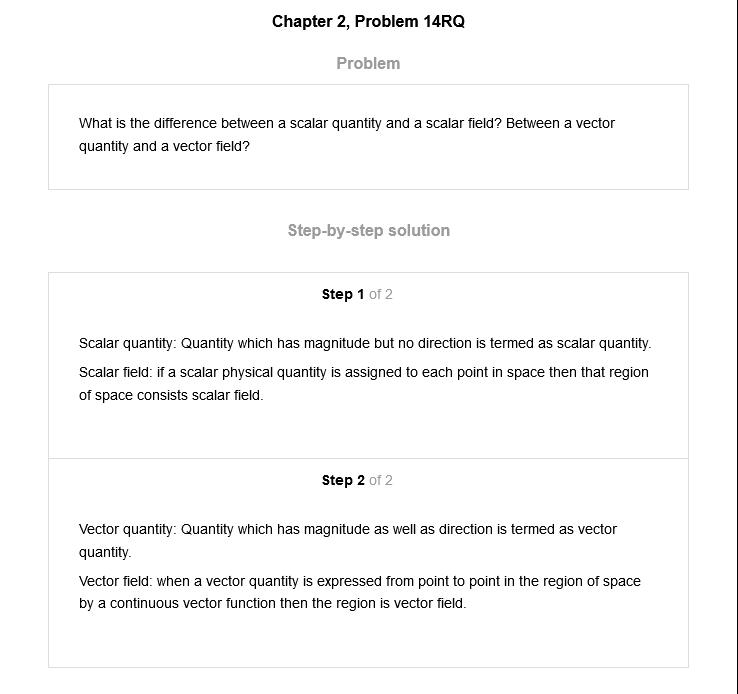 Chapter 2, Problem 14RQ
Problem
What is the difference between a scalar quantity and a scalar field? Between a vector
quantity and a vector field?
Step-by-step solution
Step 1 of 2
Scalar quantity: Quantity which has magnitude but no direction is termed as scalar quantity.
Scalar field: if a scalar physical quantity is assigned to each point in space then that region
of space consists scalar field.
Step 2 of 2
Vector quantity: Quantity which has magnitude as well as direction is termed as vector
quantity.
Vector field: when a vector quantity is expressed from point to point in the region of space
by a continuous vector function then the region is vector field.